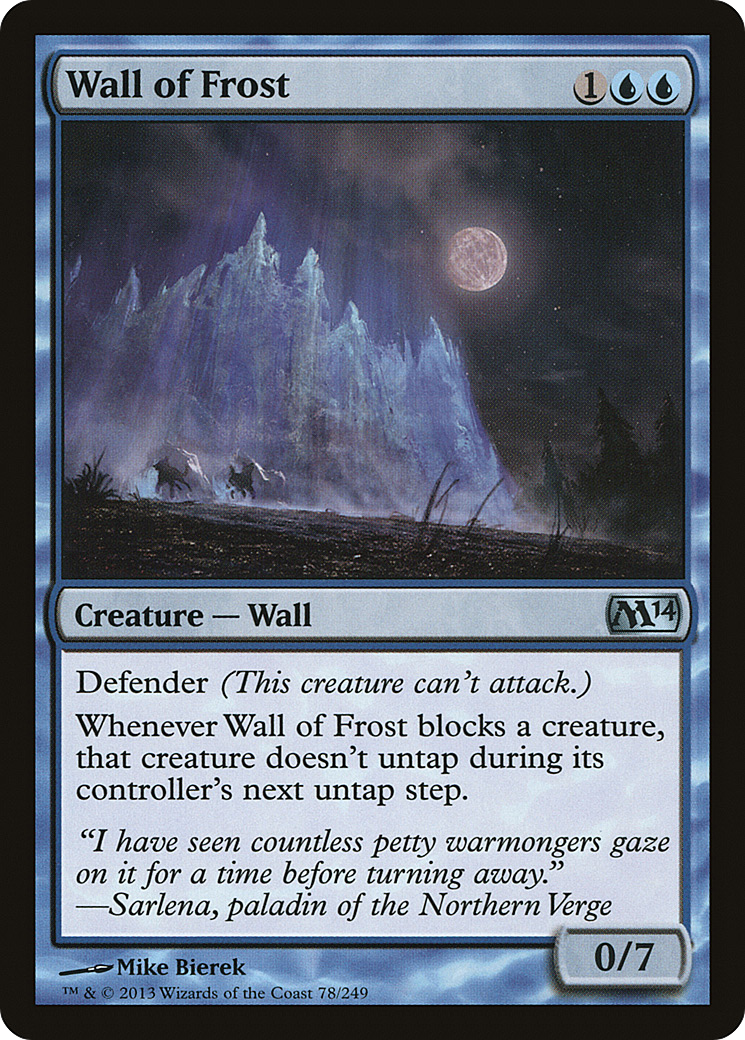 Wall of Frost 1
Creature — Wall M14
Defender (This creature can't attack.)
Whenever Wall of Frost blocks a creature,
that creature doesn't untap during its
controller's next untap step.
“I have seen countless petty warmongers gaze
on it for a time before turning away.”
—Sarlena, paladin of the Northern Verge
0/7
Mike Bierek
™ & © 2013 Wizards of the Coast 78/249